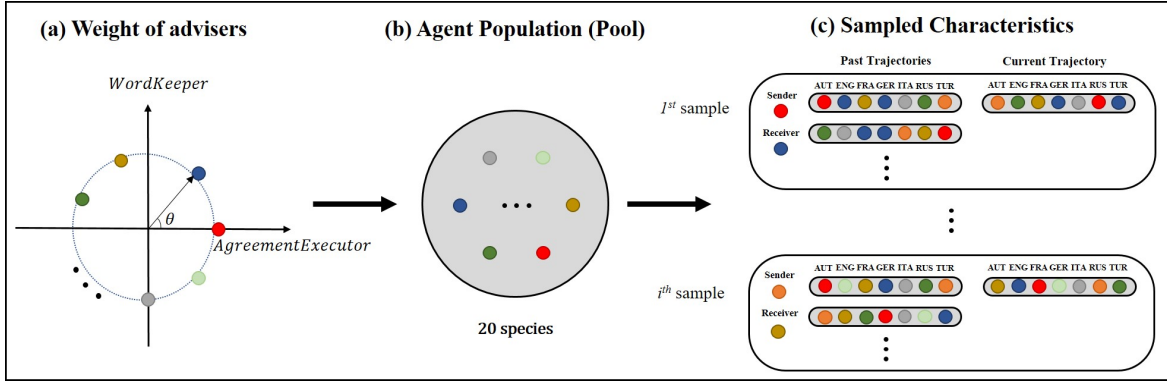 (a) Weight of advisers
WordKeeper
θ
AgreementExecutor
(b) Agent Population (Pool)
20 species
(c) Sampled Characteristics
Past Trajectories
Current Trajectory
1st sample
Sender
AUT ENG FRA GER ITA RUS TUR
AUT ENG FRA GER ITA RUS TUR
Receiver
ith sample
Sender
AUT ENG FRA GER ITA RUS TUR
AUT ENG FRA GER ITA RUS TUR
Receiver